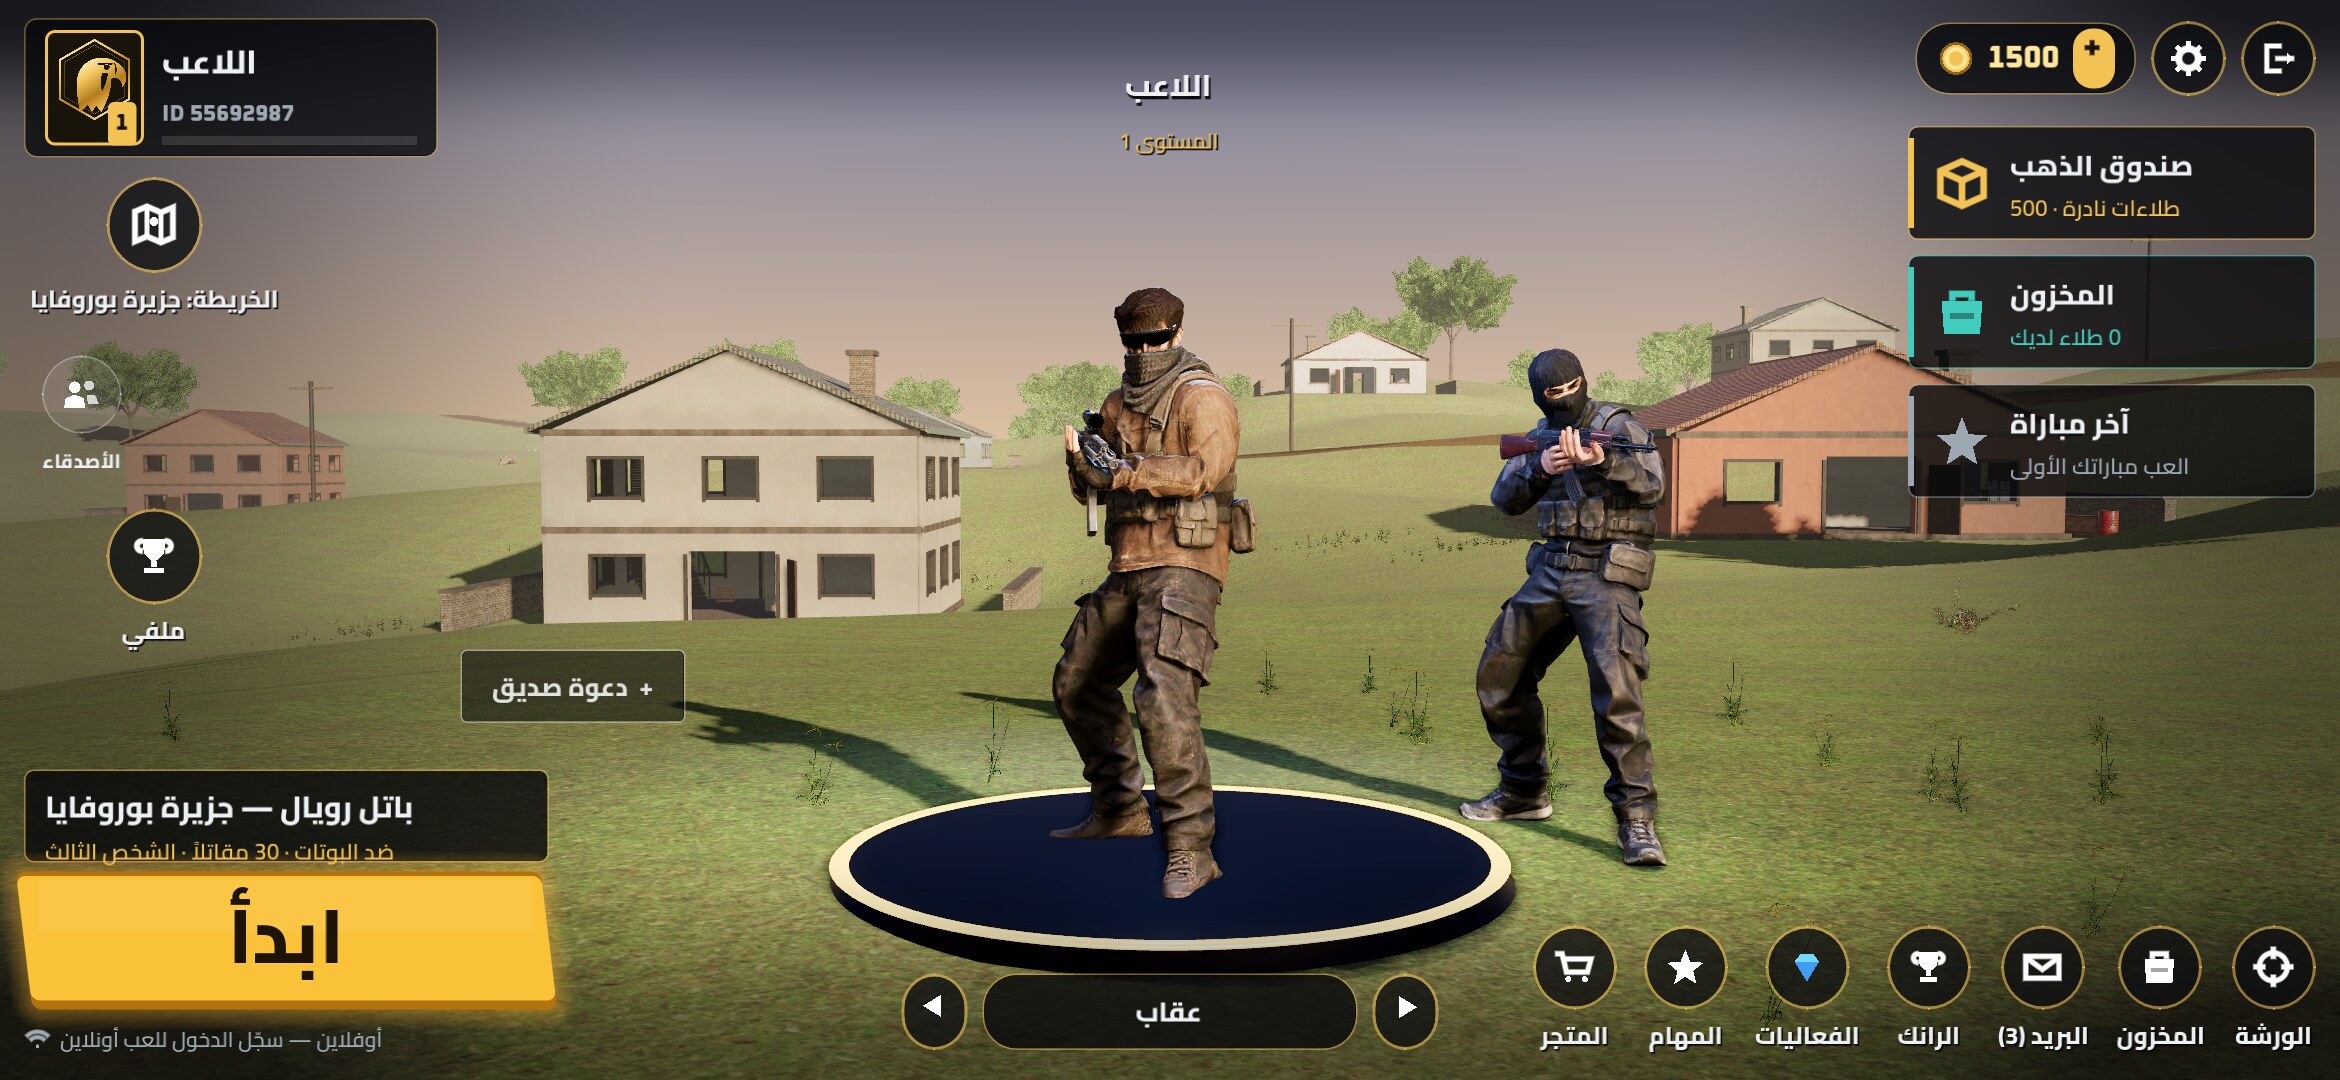 اللاعب
ID 55692987
1
الخريطة: جزيرة بوروفايا
الأصدقاء
ملفي
+ دعوة صديق
باتل رويال — جزيرة بوروفايا
ضد البوتات · 30 مقاتلاً · الشخص الثالث
ابدأ
أوفلاين — سجّل الدخول للعب أونلاين
اللاعب
المستوى 1
عقاب
1500 +
صندوق الذهب
طلاءات نادرة · 500
المخزون
0 طلاء لديك
آخر مباراة
العب مباراتك الأولى
المتجر
المهام
الفعاليات
الرانك
البريد (3)
المخزون
الورشة